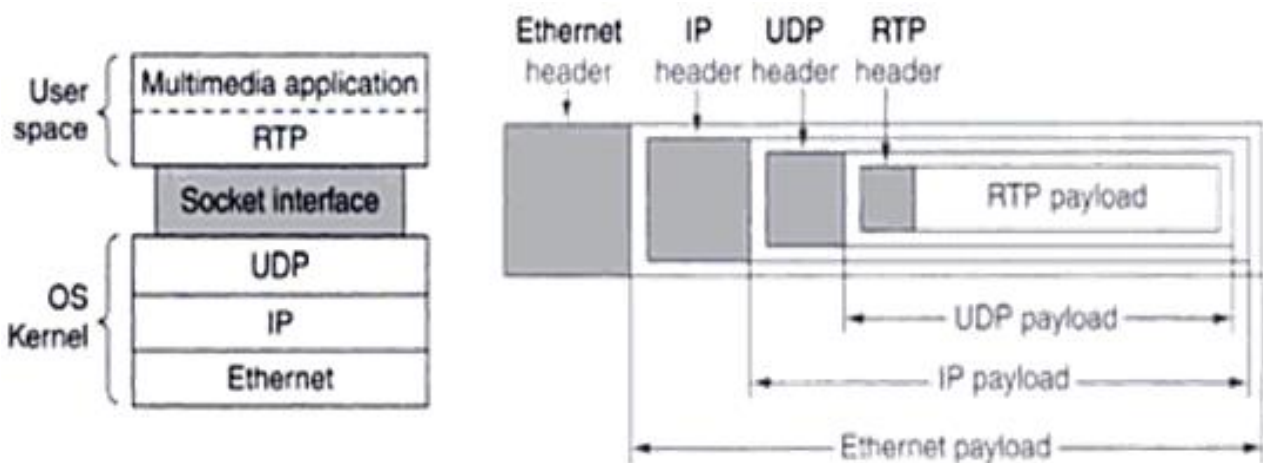 User
space
Multimedia application
RTP
Socket interface
OS
Kernel
UDP
IP
Ethernet
Ethernet
header
IP
header
UDP
header
RTP
header
RTP payload
UDP payload
IP payload
Ethernet payload